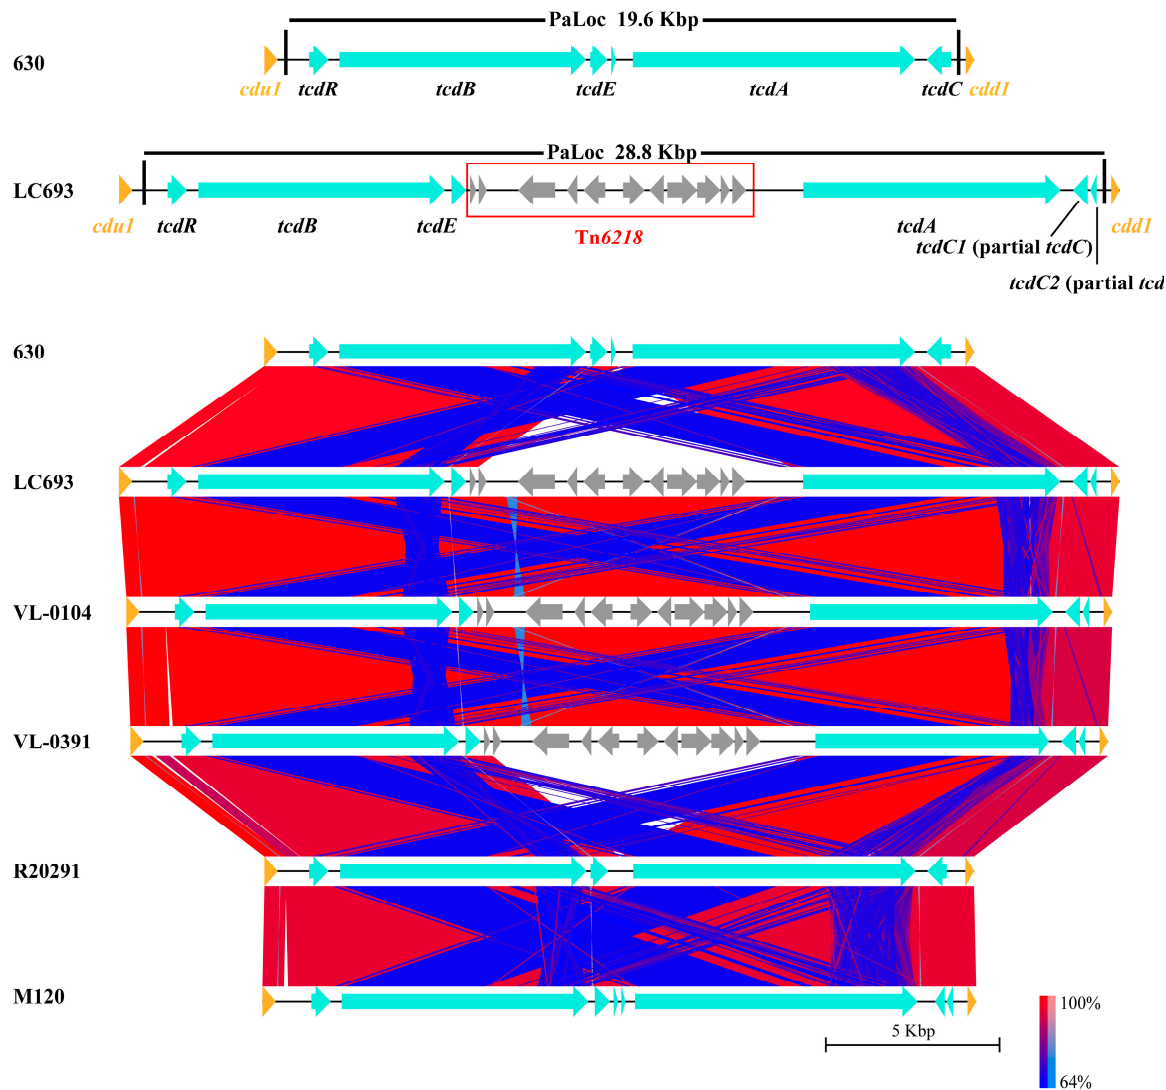 PaLoc 19.6 Kbp
630
cdu1 tcdR tcdB tcdE tcdA tcdC cdd1
PaLoc 28.8 Kbp
LC693
cdu1 tcdR tcdB tcdE tcdA cdd1
Tn6218
tcdC1 (partial tcdC)
tcdC2 (partial tcd
630
LC693
VL-0104
VL-0391
R20291
M120
100%
5 Kbp
64%